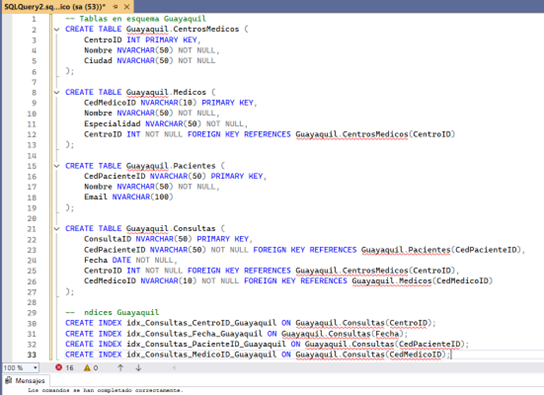 SQLQuery2.sq...ico (sa (53))*
1 -- Tablas en esquema Guayaquil
2 CREATE TABLE Guayaquil.CentrosMedicos (
3 CentroID INT PRIMARY KEY,
4 Nombre NVARCHAR(50) NOT NULL,
5 Ciudad NVARCHAR(50) NOT NULL
6 );
7
8 CREATE TABLE Guayaquil.Medicos (
9 CedMedicoID NVARCHAR(10) PRIMARY KEY,
10 Nombre NVARCHAR(50) NOT NULL,
11 Especialidad NVARCHAR(50) NOT NULL,
12 CentroID INT NOT NULL FOREIGN KEY REFERENCES Guayaquil.CentrosMedicos(CentroID)
13 );
14
15 CREATE TABLE Guayaquil.Pacientes (
16 CedPacienteID NVARCHAR(50) PRIMARY KEY,
17 Nombre NVARCHAR(50) NOT NULL,
18 Email NVARCHAR(100)
19 );
20
21 CREATE TABLE Guayaquil.Consultas (
22 ConsultaID NVARCHAR(50) PRIMARY KEY,
23 CedPacienteID NVARCHAR(50) NOT NULL FOREIGN KEY REFERENCES Guayaquil.Pacientes(CedPacienteID),
24 Fecha DATE NOT NULL,
25 CentroID INT NOT NULL FOREIGN KEY REFERENCES Guayaquil.CentrosMedicos(CentroID),
26 CedMedicoID NVARCHAR(10) NOT NULL FOREIGN KEY REFERENCES Guayaquil.Medicos(CedMedicoID)
27 );
28
29 -- ndices Guayaquil
30 CREATE INDEX idx_Consultas_CentroID_Guayaquil ON Guayaquil.Consultas(CentroID);
31 CREATE INDEX idx_Consultas_Fecha_Guayaquil ON Guayaquil.Consultas(Fecha);
32 CREATE INDEX idx_Consultas_PacienteID_Guayaquil ON Guayaquil.Consultas(CedPacienteID);
33 CREATE INDEX idx_Consultas_MedicoID_Guayaquil ON Guayaquil.Consultas(CedMedicoID);
100 % 16 0
Mensajes
Los comandos se han completado correctamente.